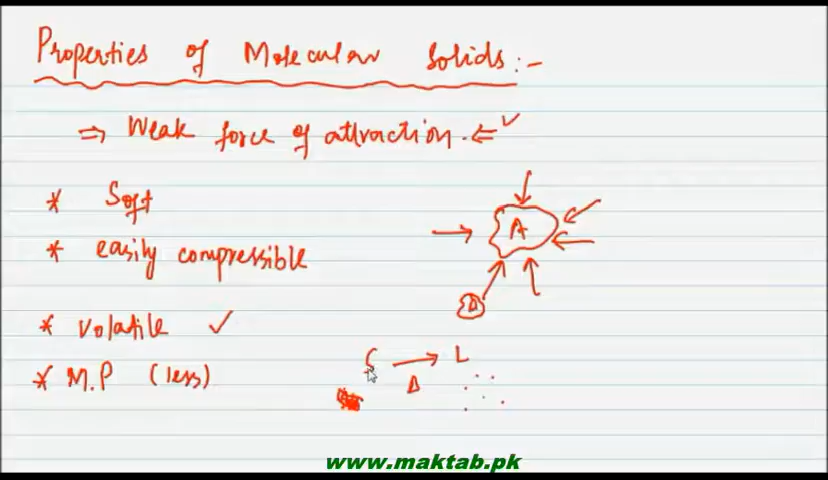 Properties of Molecular Solids :-
⇒ Weak force of attraction. ⇐ ✓
* Soft
A
* easily compressible
* Volatile ✓
S → L
Δ
* M.P (less)
www.maktab.pk